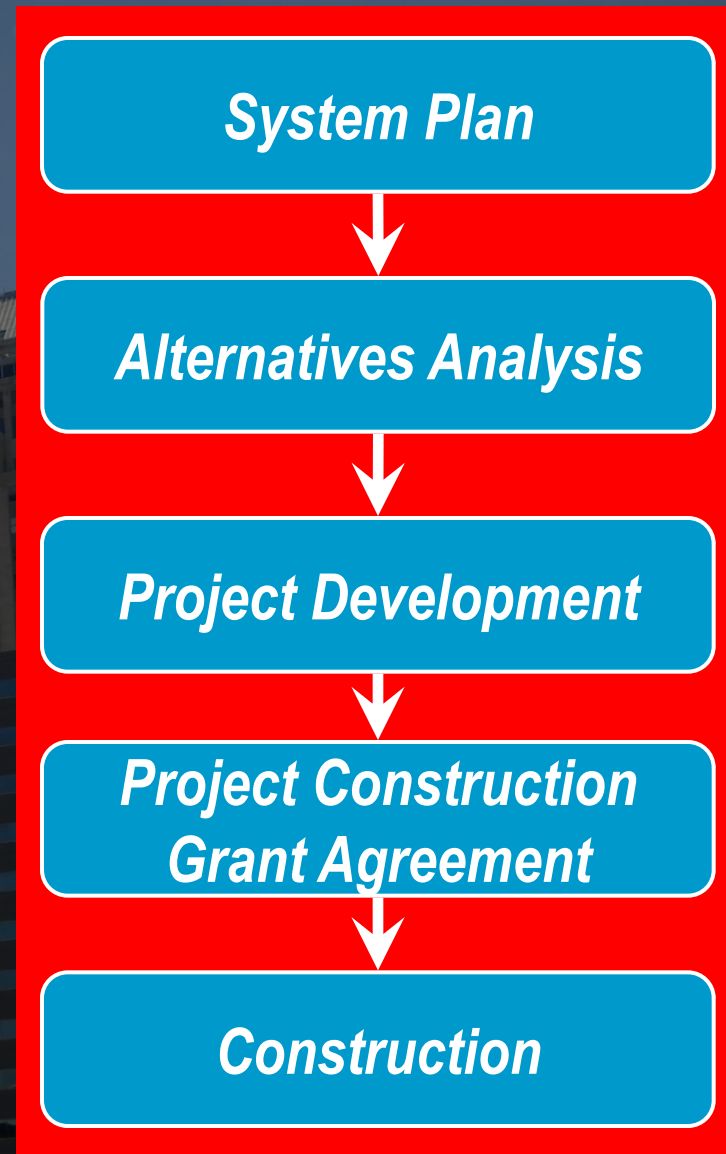 System Plan
Alternatives Analysis
Project Development
Project Construction
Grant Agreement
Construction